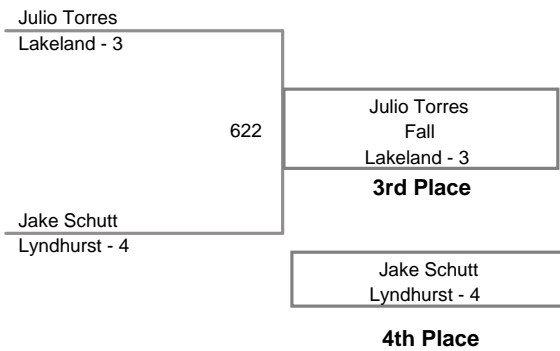 Julio Torres
Lakeland - 3
622
Julio Torres
Fall
Lakeland - 3
3rd Place
Jake Schutt
Lyndhurst - 4
Jake Schutt
Lyndhurst - 4
4th Place